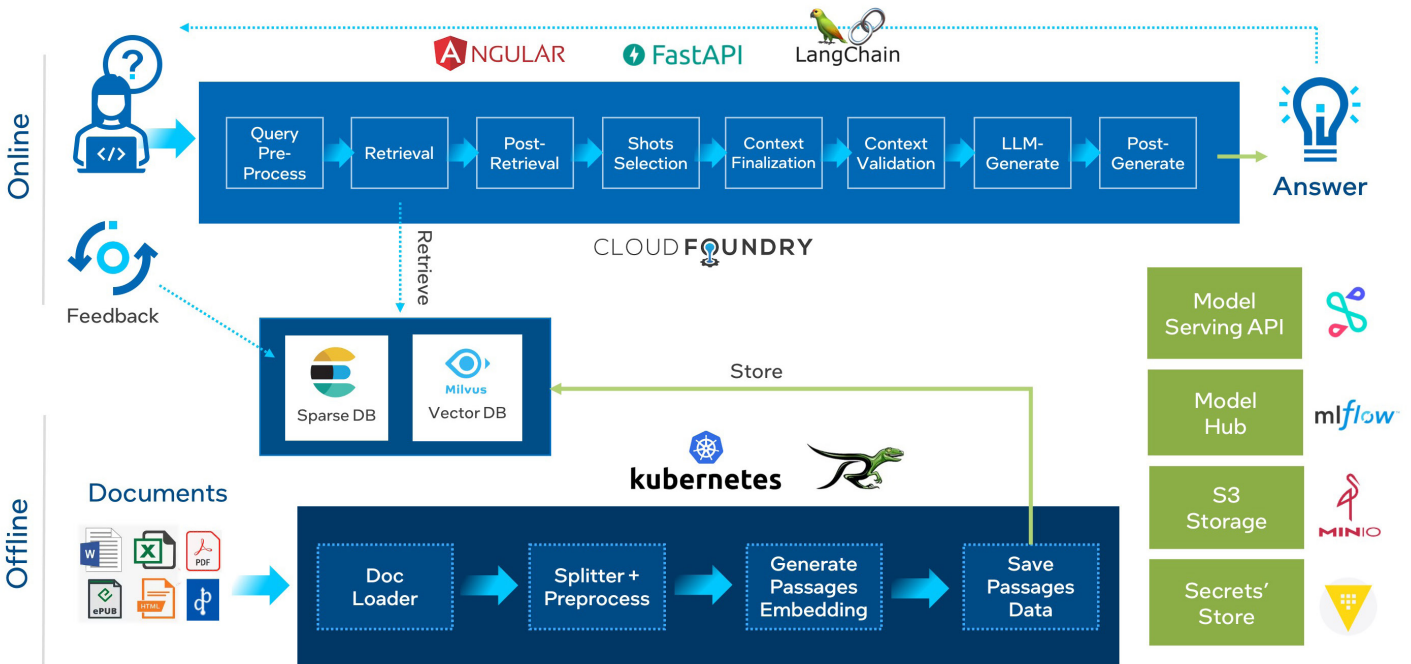 NGULAR
FastAPI
LangChain
Online
?
</>
Query
Pre-
Process
Retrieval
Post-
Retrieval
Shots
Selection
Context
Finalization
Context
Validation
LLM-
Generate
Post-
Generate
Answer
Retrieve
CLOUD FOUNDRY
Feedback
Sparse DB
Milvus
Vector DB
Store
Model
Serving API
Model
Hub
mlflow
S3
Storage
MINIO
Secrets'
Store
Offline
Documents
W
X
PDF
ePUB
HTML
kubernetes
Doc
Loader
Splitter +
Preprocess
Generate
Passages
Embedding
Save
Passages
Data